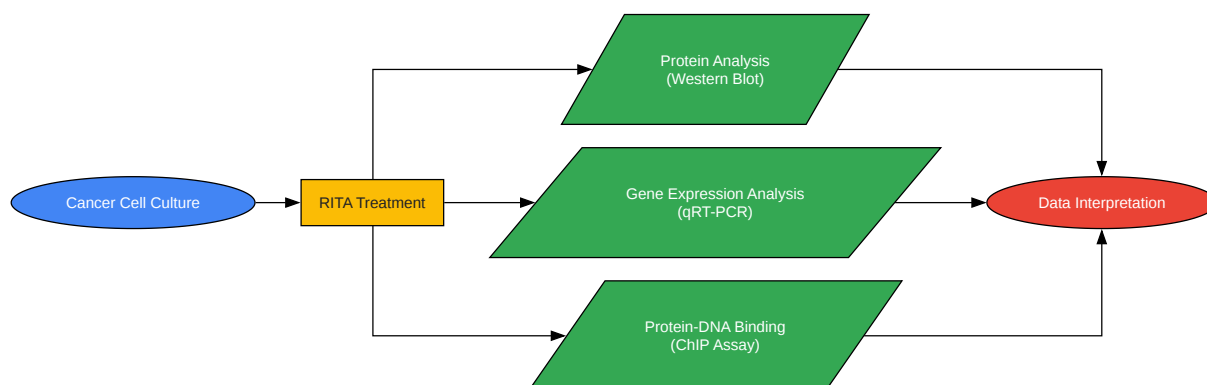 Cancer Cell Culture
RITA Treatment
Protein Analysis
(Western Blot)
Gene Expression Analysis
(qRT-PCR)
Protein-DNA Binding
(ChIP Assay)
Data Interpretation